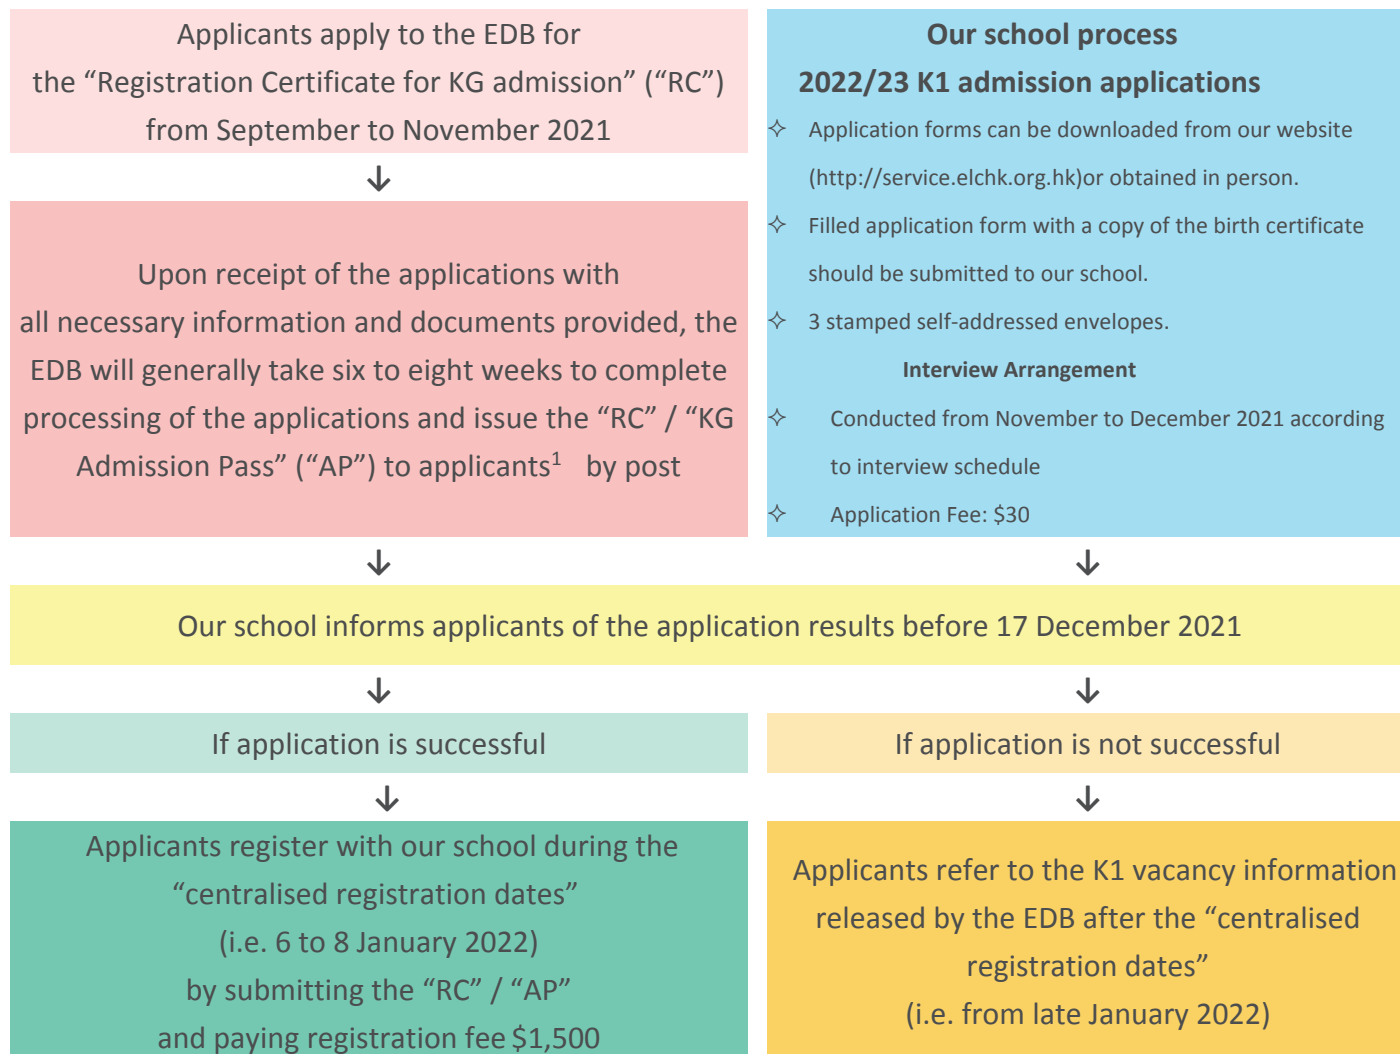 Applicants apply to the EDB for
the “Registration Certificate for KG admission” (“RC”)
from September to November 2021
↓
Upon receipt of the applications with
all necessary information and documents provided, the
EDB will generally take six to eight weeks to complete
processing of the applications and issue the “RC” / “KG
Admission Pass” (“AP”) to applicants¹ by post
↓
Our school process
2022/23 K1 admission applications
✧ Application forms can be downloaded from our website
(http://service.elchk.org.hk)or obtained in person.
✧ Filled application form with a copy of the birth certificate
should be submitted to our school.
✧ 3 stamped self-addressed envelopes.
Interview Arrangement
✧ Conducted from November to December 2021 according
to interview schedule
✧ Application Fee: $30
↓
Our school informs applicants of the application results before 17 December 2021
↓ ↓
If application is successful
↓
Applicants register with our school during the
“centralised registration dates”
(i.e. 6 to 8 January 2022)
by submitting the “RC” / “AP”
and paying registration fee $1,500
If application is not successful
↓
Applicants refer to the K1 vacancy information
released by the EDB after the “centralised
registration dates”
(i.e. from late January 2022)